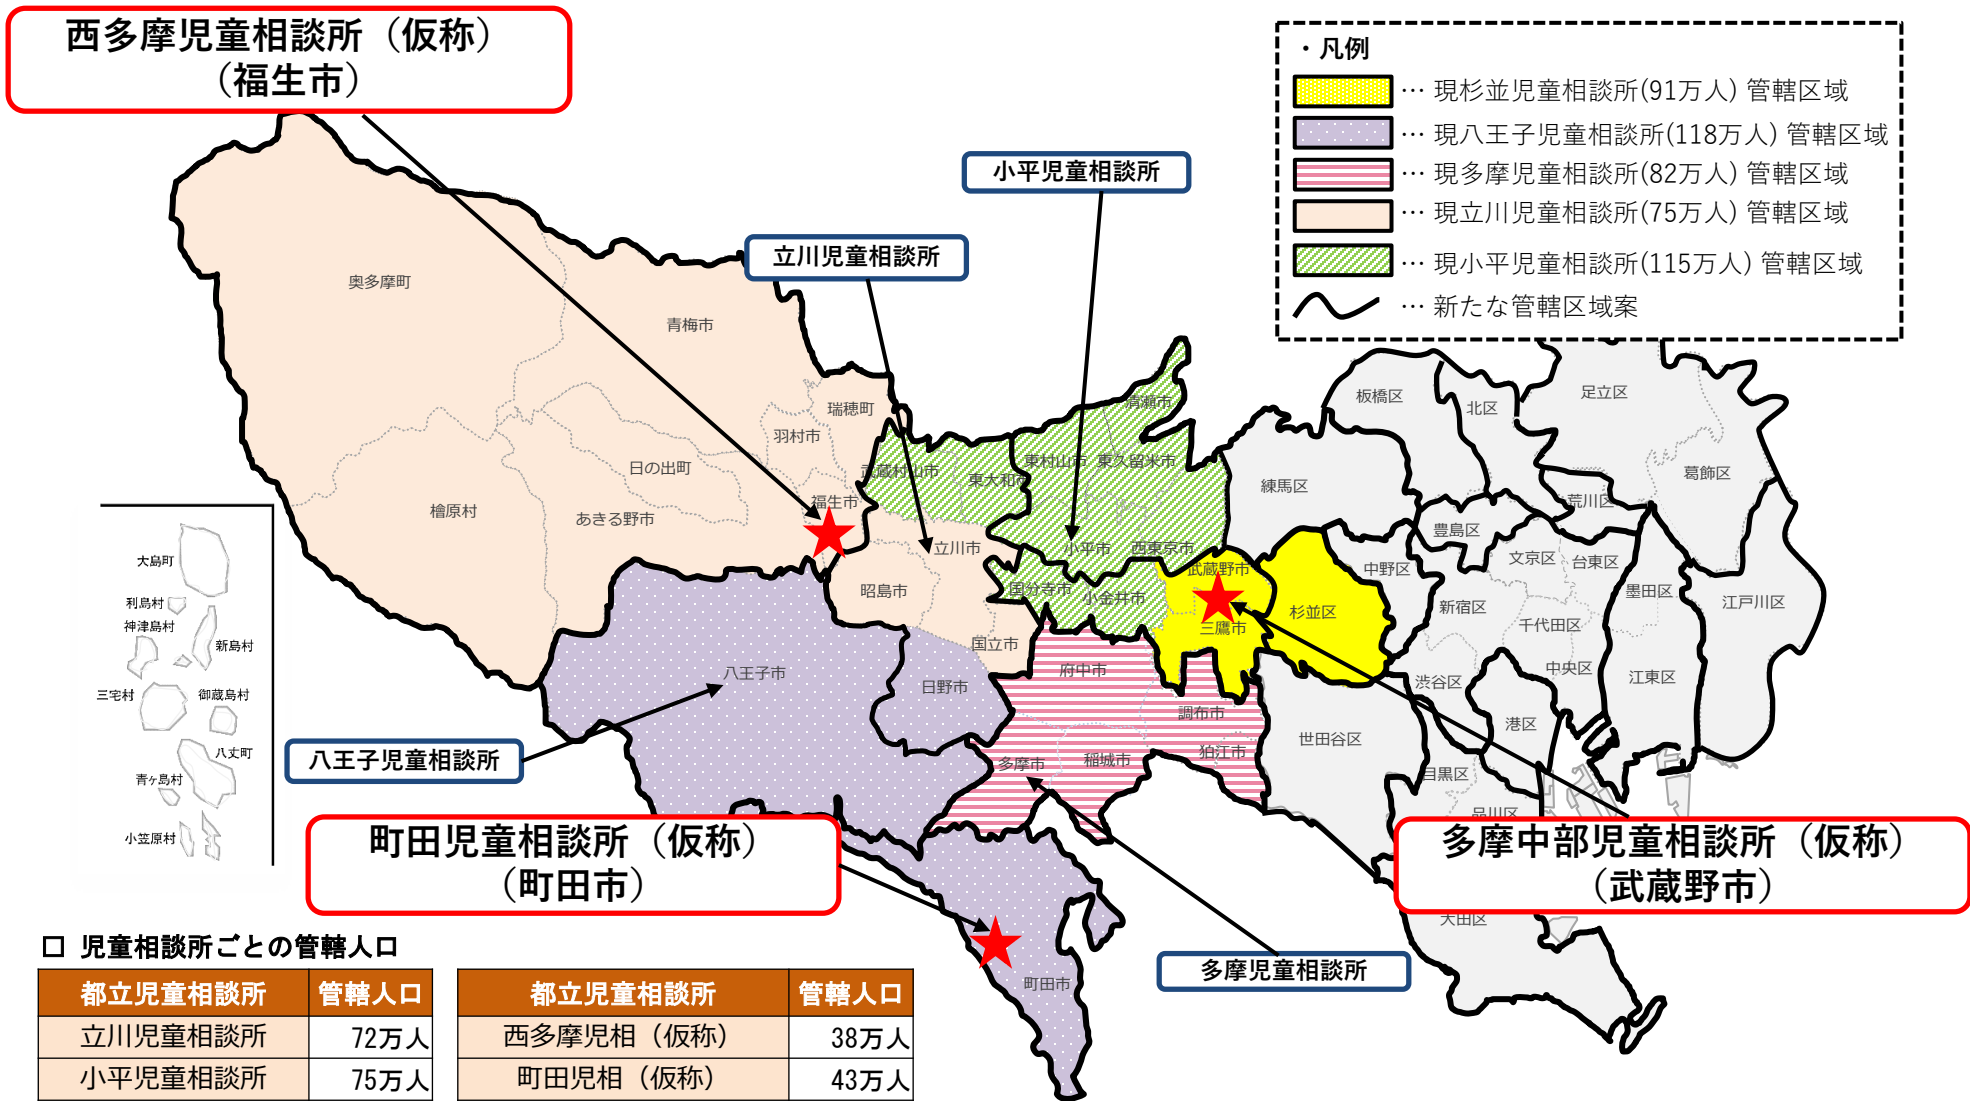 西多摩児童相談所（仮称）
（福生市）
・凡例
… 現杉並児童相談所(91万人) 管轄区域
… 現八王子児童相談所(118万人) 管轄区域
… 現多摩児童相談所(82万人) 管轄区域
… 現立川児童相談所(75万人) 管轄区域
… 現小平児童相談所(115万人) 管轄区域
… 新たな管轄区域案
小平児童相談所
立川児童相談所
奥多摩町
青梅市
瑞穂町
羽村市
日の出町
福生市
檜原村
あきる野市
武蔵村山市
東大和市
東村山市
清瀬市
東久留米市
立川市
小平市
西東京市
昭島市
国分寺市
小金井市
武蔵野市
三鷹市
杉並区
国立市
八王子市
日野市
府中市
調布市
狛江市
多摩市
稲城市
町田市
練馬区
板橋区
北区
足立区
葛飾区
荒川区
豊島区
文京区
台東区
中野区
新宿区
墨田区
江戸川区
千代田区
中央区
渋谷区
江東区
港区
世田谷区
目黒区
品川区
大田区
大島町
利島村
神津島村
新島村
三宅村
御蔵島村
八丈町
青ヶ島村
小笠原村
八王子児童相談所
町田児童相談所（仮称）
（町田市）
多摩中部児童相談所（仮称）
（武蔵野市）
多摩児童相談所
□ 児童相談所ごとの管轄人口
都立児童相談所 管轄人口 都立児童相談所 管轄人口
立川児童相談所 72万人 西多摩児相（仮称） 38万人
小平児童相談所 75万人 町田児相（仮称） 43万人